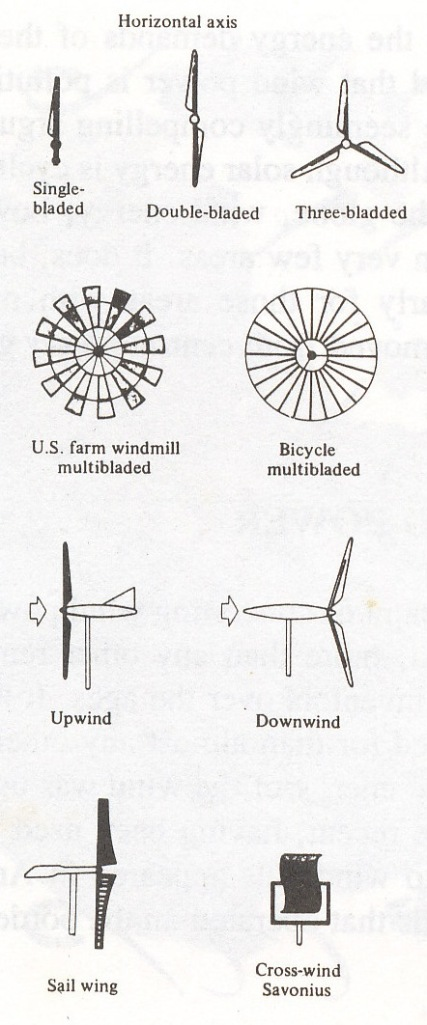 Horizontal axis
Single-
bladed
Double-bladed
Three-bladded
U.S. farm windmill
multibladed
Bicycle
multibladed
Upwind
Downwind
Sail wing
Cross-wind
Savonius